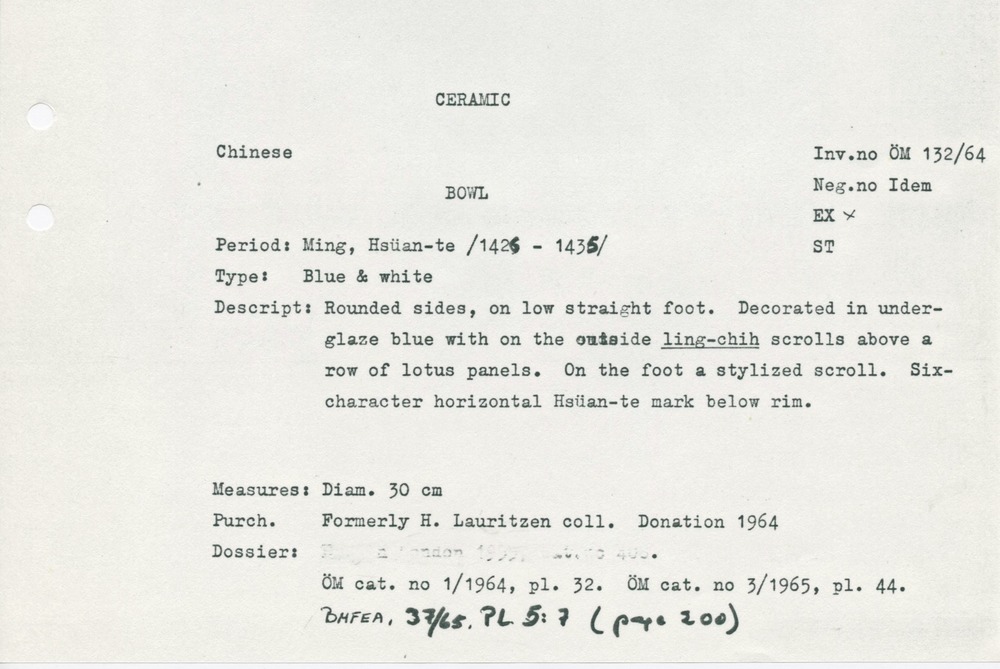 CERAMIC
Chinese
Inv.no ÖM 132/64
BOWL
Neg.no Idem
EX ×
Period: Ming, Hsüan-te /1426 - 1435/
ST
Type: Blue & white
Descript: Rounded sides, on low straight foot. Decorated in under-
glaze blue with on the outside ling-chih scrolls above a
row of lotus panels. On the foot a stylized scroll. Six-
character horizontal Hsüan-te mark below rim.
Measures: Diam. 30 cm
Purch. Formerly H. Lauritzen coll. Donation 1964
Dossier:
ÖM cat. no 1/1964, pl. 32. ÖM cat. no 3/1965, pl. 44.
BMFEA, 37/65, PL 5:7 (page 200)